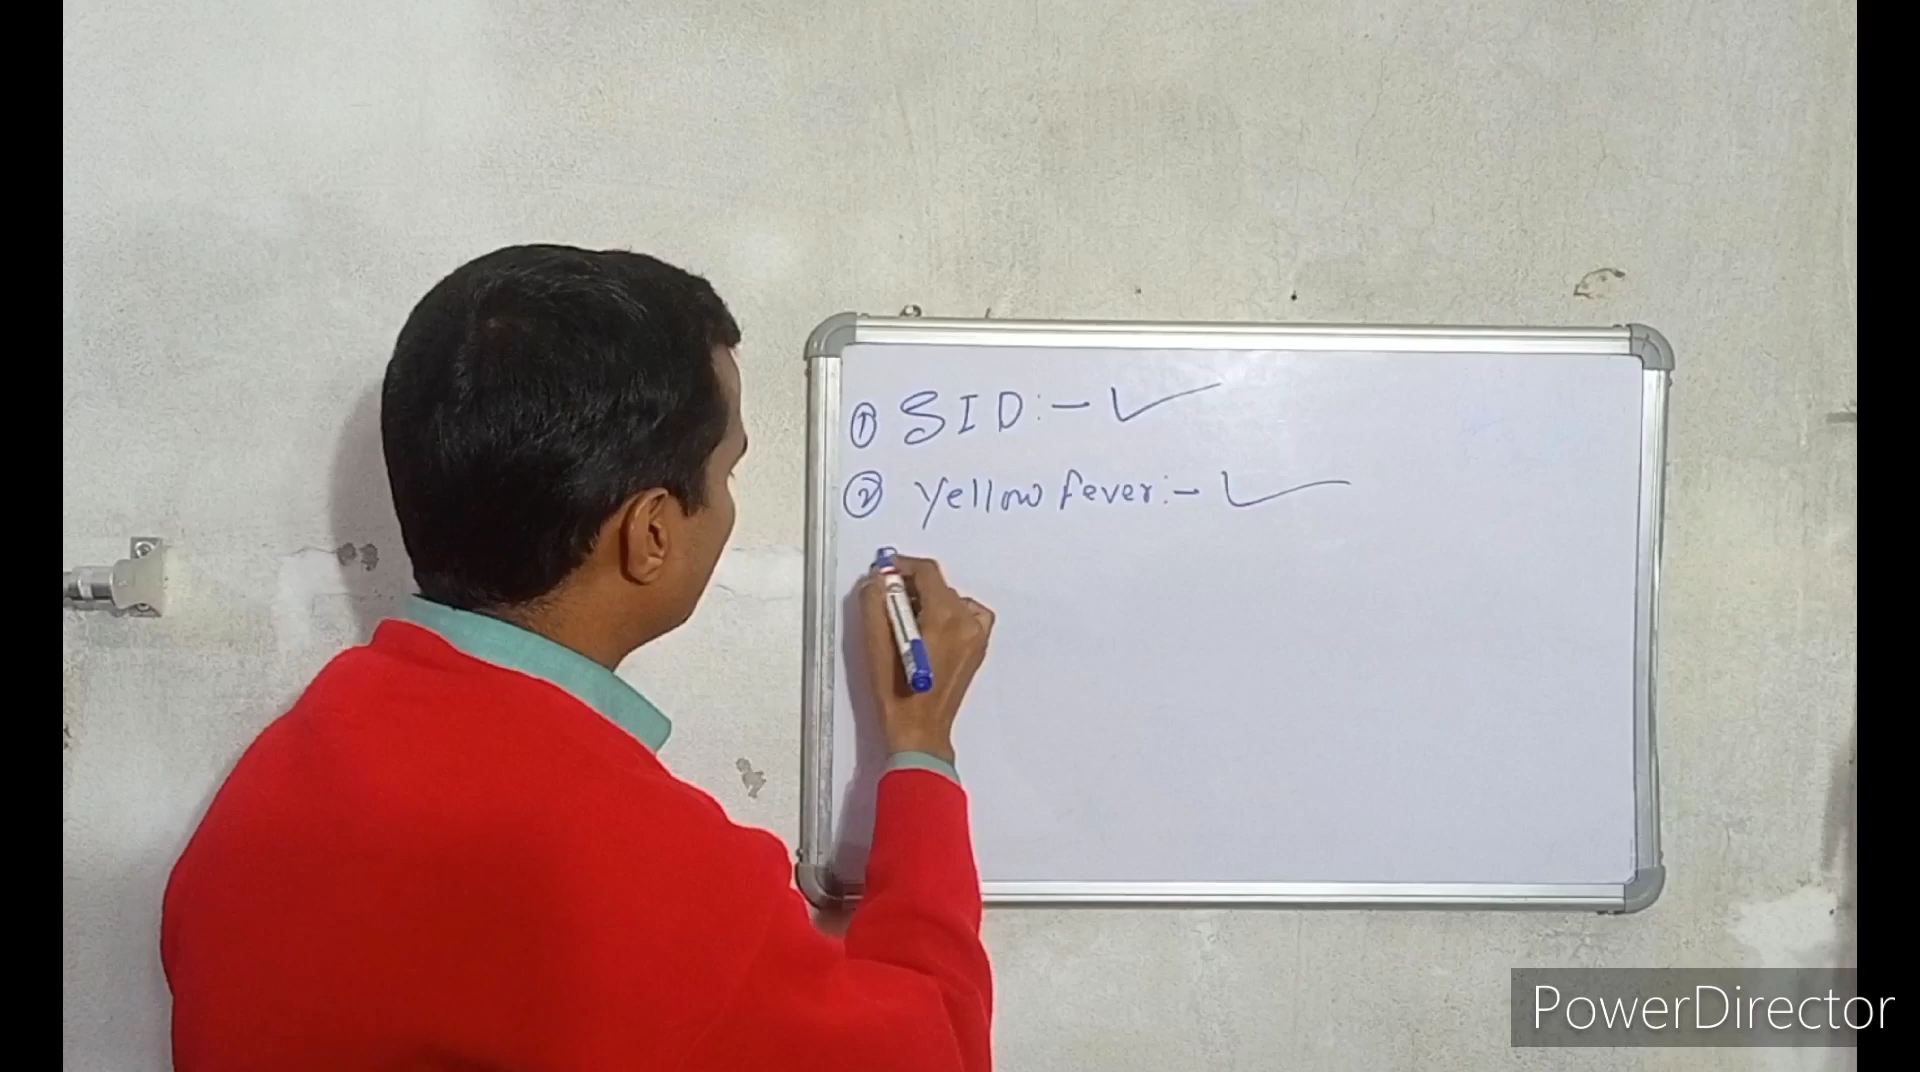 ① SID:- ✓
② Yellow fever:- ✓
PowerDirector